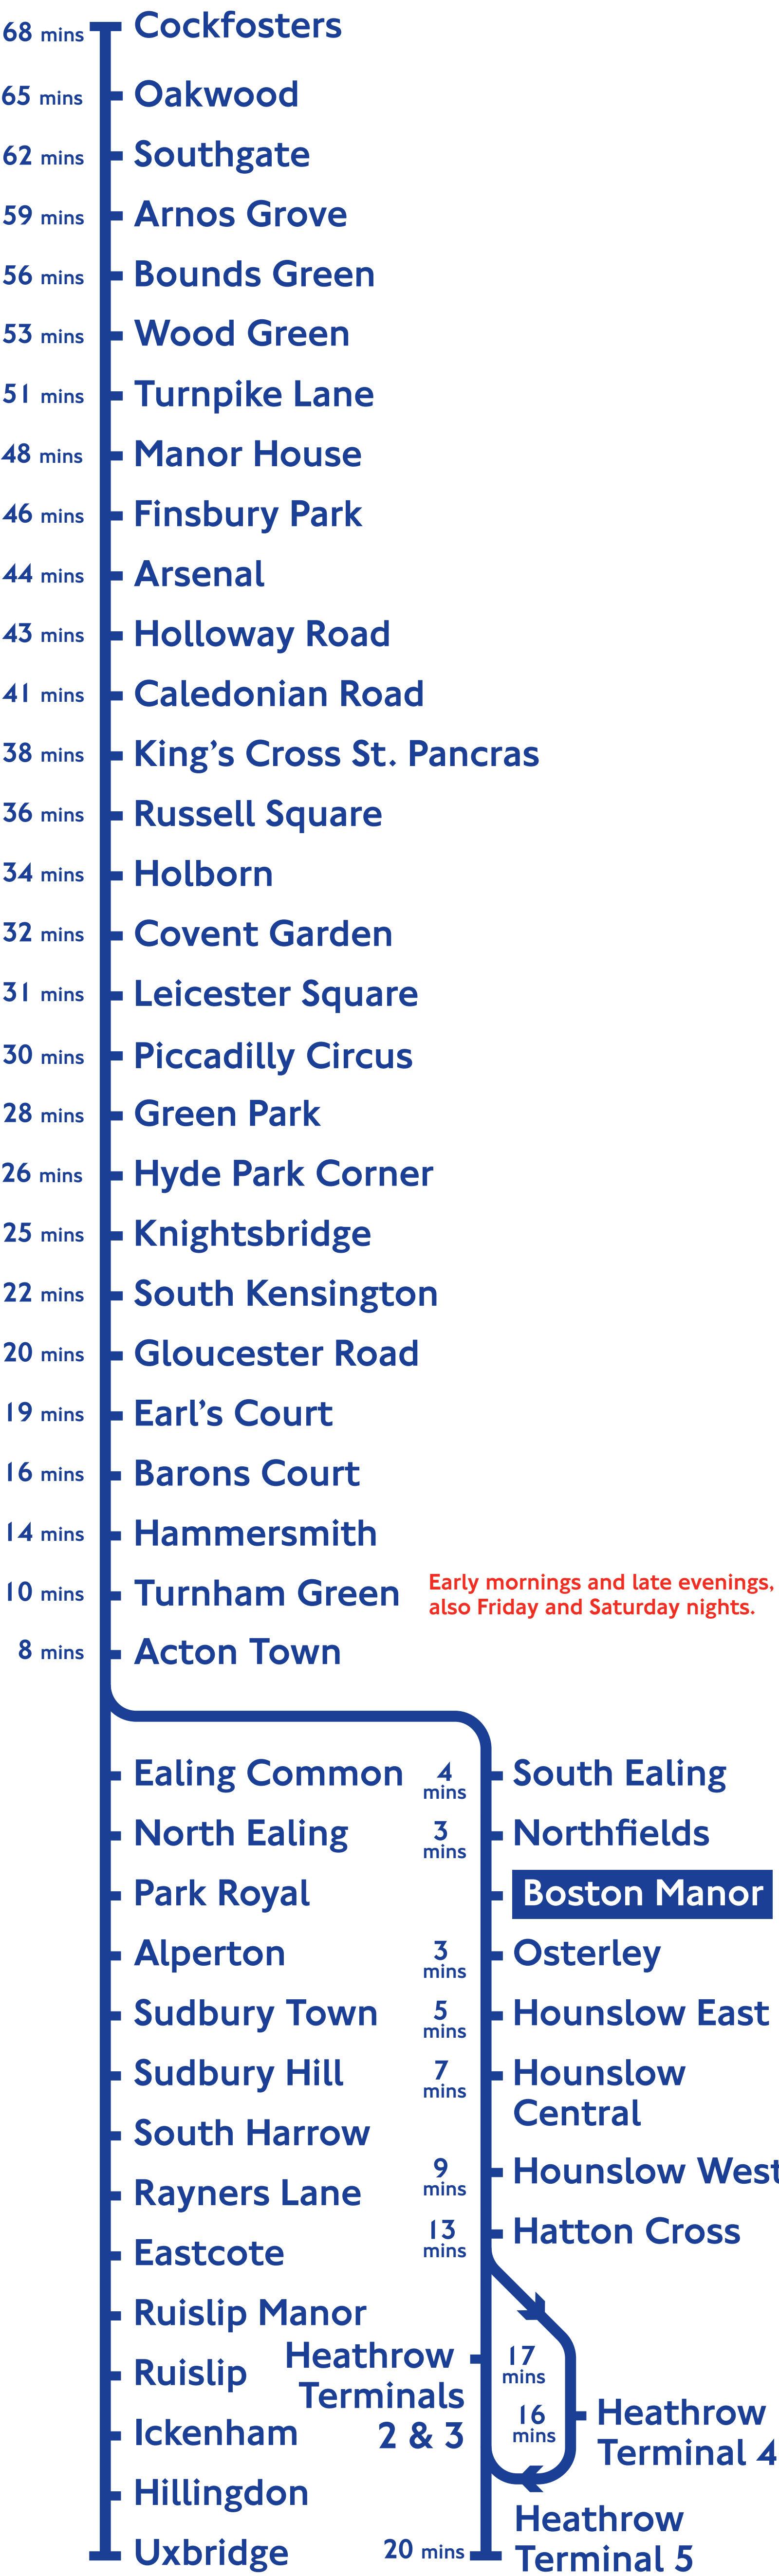 68 mins Cockfosters
65 mins Oakwood
62 mins Southgate
59 mins Arnos Grove
56 mins Bounds Green
53 mins Wood Green
51 mins Turnpike Lane
48 mins Manor House
46 mins Finsbury Park
44 mins Arsenal
43 mins Holloway Road
41 mins Caledonian Road
38 mins King’s Cross St. Pancras
36 mins Russell Square
34 mins Holborn
32 mins Covent Garden
31 mins Leicester Square
30 mins Piccadilly Circus
28 mins Green Park
26 mins Hyde Park Corner
25 mins Knightsbridge
22 mins South Kensington
20 mins Gloucester Road
19 mins Earl’s Court
16 mins Barons Court
14 mins Hammersmith
10 mins Turnham Green
Early mornings and late evenings,
also Friday and Saturday nights.
8 mins Acton Town
Ealing Common
North Ealing
Park Royal
Alperton
Sudbury Town
Sudbury Hill
South Harrow
Rayners Lane
Eastcote
Ruislip Manor
Ruislip
Ickenham
Hillingdon
Uxbridge
4
mins
South Ealing
3
mins
Northfields
Boston Manor
3
mins
Osterley
5
mins
Hounslow East
7
mins
Hounslow
Central
9
mins
Hounslow West
13
mins
Hatton Cross
Heathrow
Terminals
2 & 3
17
mins
16
mins
Heathrow
Terminal 4
20 mins
Heathrow
Terminal 5